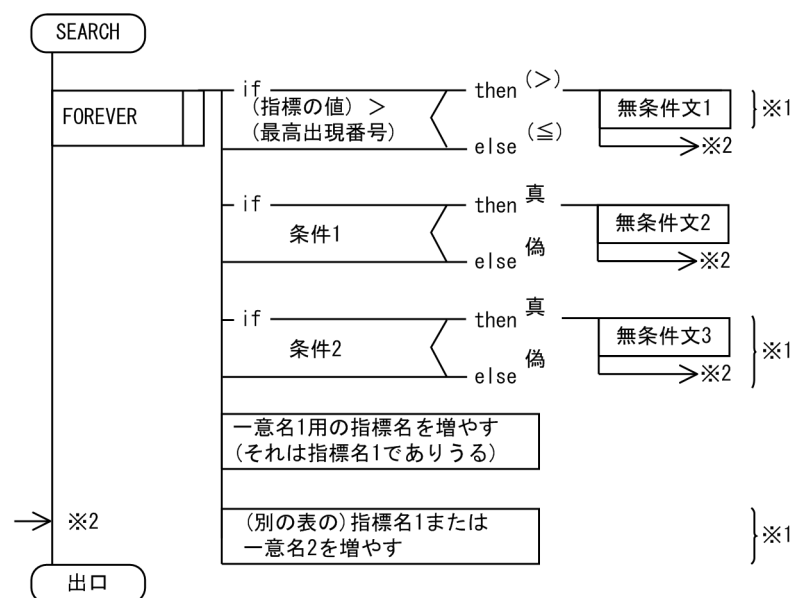 SEARCH
FOREVER
if
(指標の値) >
(最高出現番号)
then (>)
else (≦)
無条件文1
※1
※2
if
条件1
then 真
else 偽
無条件文2
※2
if
条件2
then 真
else 偽
無条件文3
※1
※2
一意名1用の指標名を増やす
(それは指標名1でありうる)
※2
(別の表の)指標名1または
一意名2を増やす
※1
出口